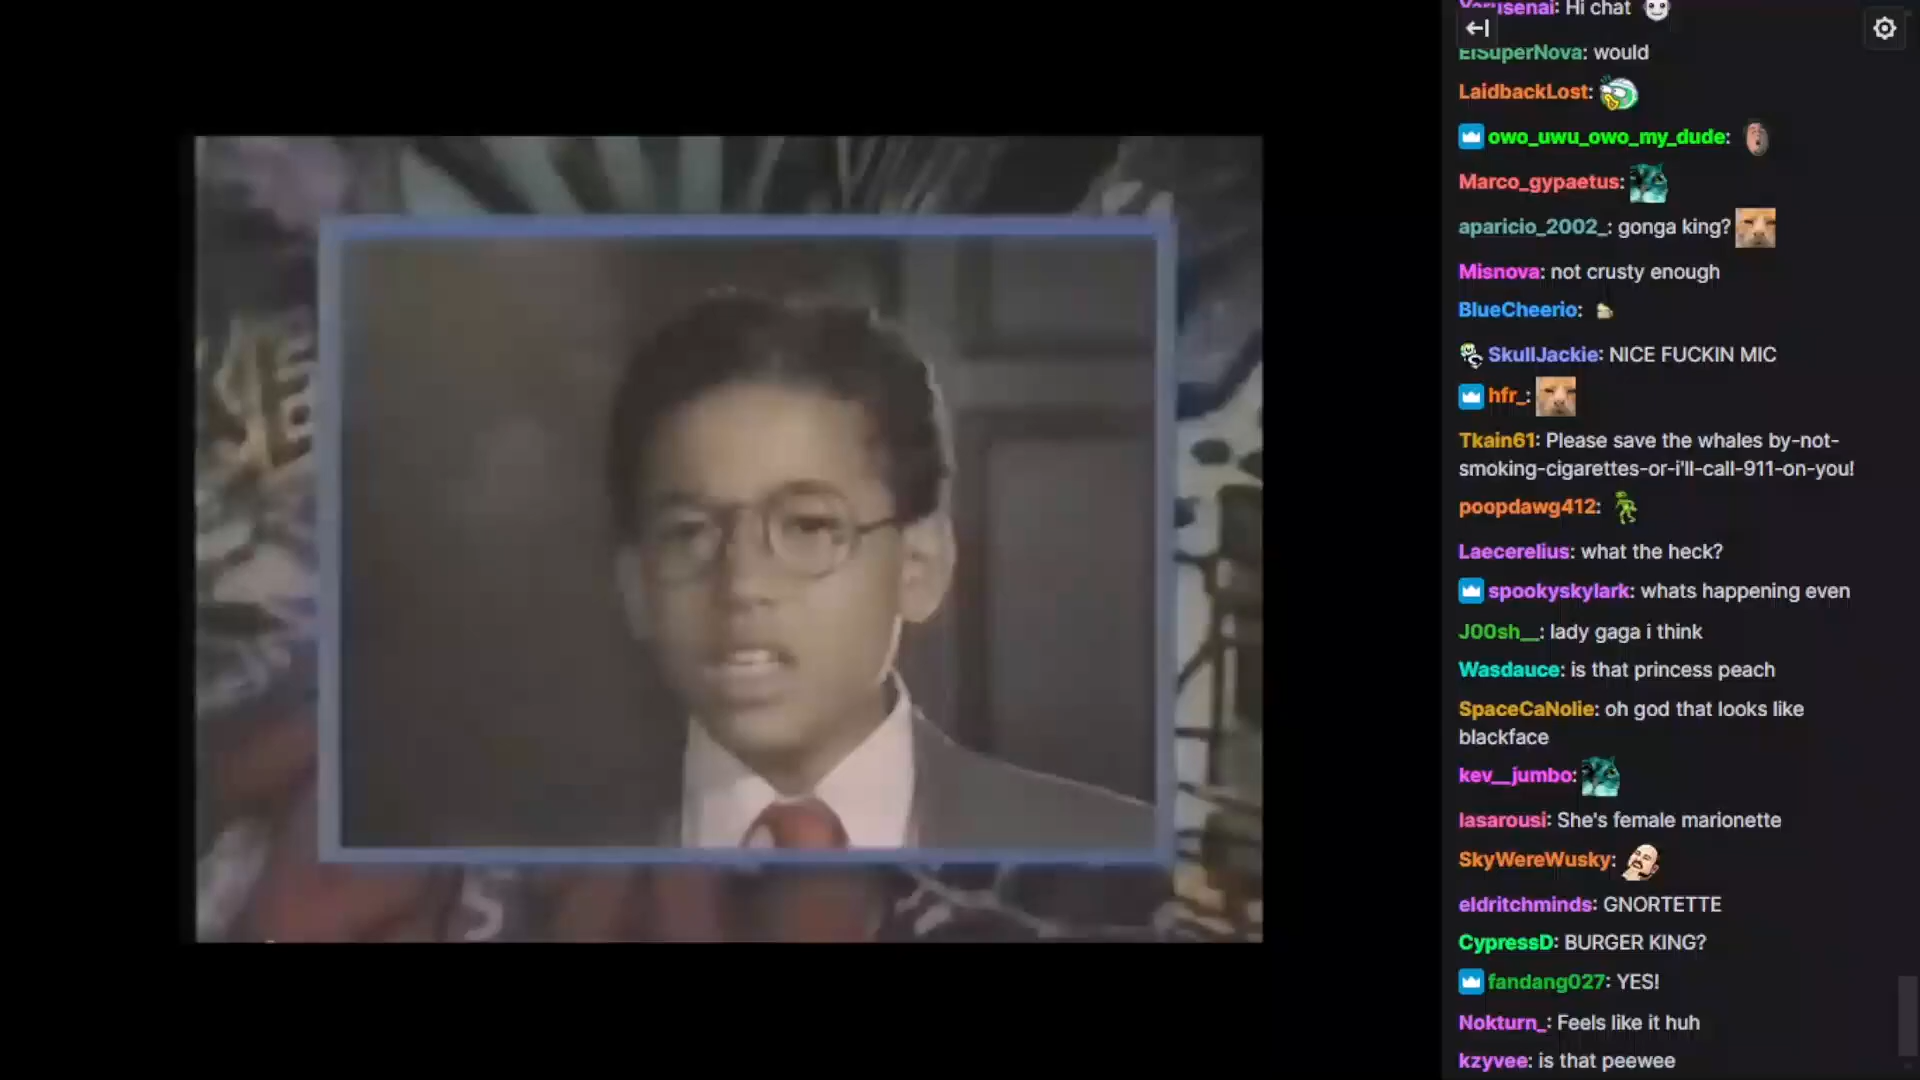 Yarusenai: Hi chat
ElSuperNova: would
LaidbackLost:
owo_uwu_owo_my_dude:
Marco_gypaetus:
aparicio_2002_: gonga king?
Misnova: not crusty enough
BlueCheerio:
SkullJackie: NICE FUCKIN MIC
hfr_:
Tkain61: Please save the whales by-not-
smoking-cigarettes-or-i'll-call-911-on-you!
poopdawg412:
Laecerelius: what the heck?
spookyskylark: whats happening even
J00sh__: lady gaga i think
Wasdauce: is that princess peach
SpaceCaNolie: oh god that looks like
blackface
kev__jumbo:
lasarousi: She's female marionette
SkyWereWusky:
eldritchminds: GNORTETTE
CypressD: BURGER KING?
fandang027: YES!
Nokturn_: Feels like it huh
kzyvee: is that peewee